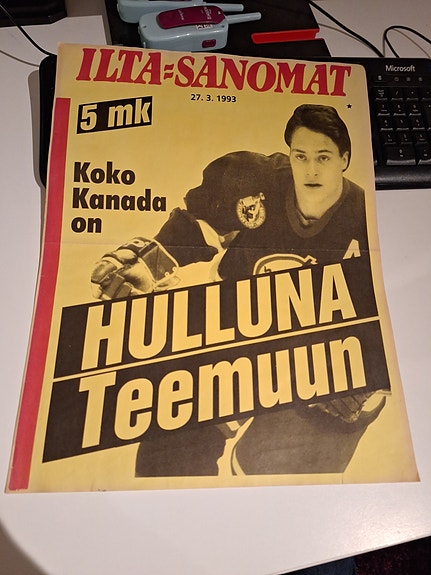 Microsoft
ILTA=SANOMAT
27. 3. 1993
5 mk
Koko
Kanada
on
A
HULLUNA
Teemuun